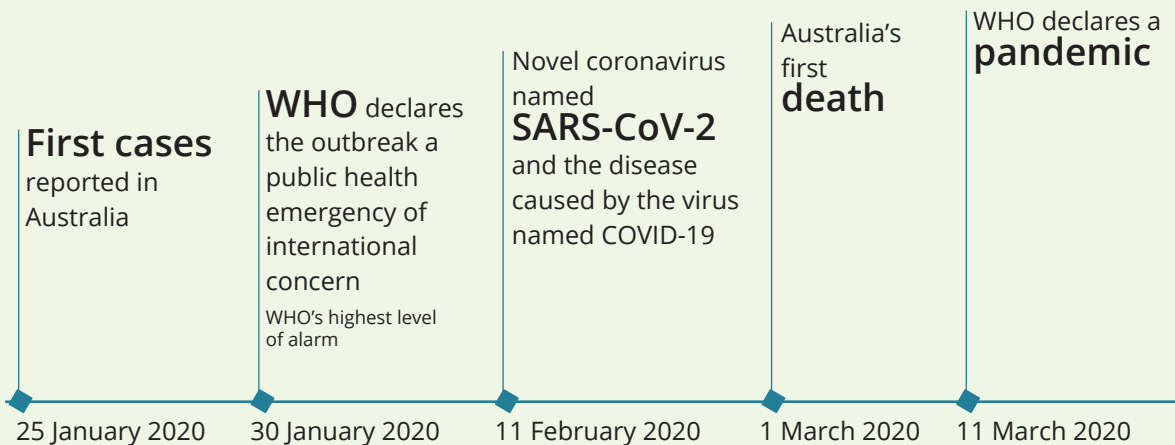 First cases
reported in
Australia
25 January 2020
WHO declares
the outbreak a
public health
emergency of
international
concern
WHO’s highest level
of alarm
30 January 2020
Novel coronavirus
named
SARS-CoV-2
and the disease
caused by the virus
named COVID-19
11 February 2020
Australia’s
first
death
1 March 2020
WHO declares a
pandemic
11 March 2020